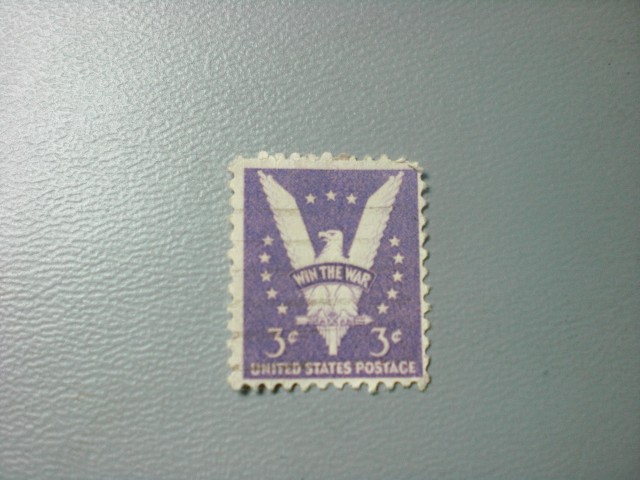 WIN THE WAR
3¢ 3¢
UNITED STATES POSTAGE